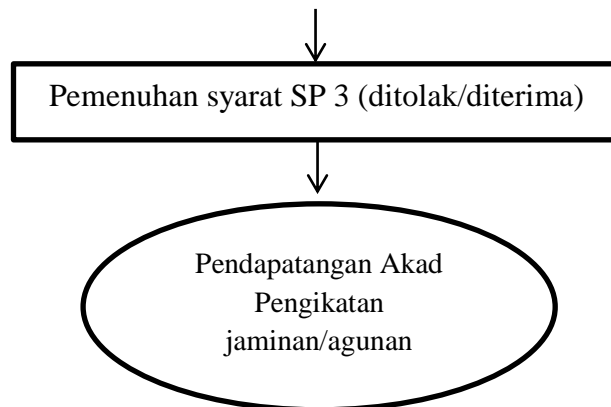 Pemenuhan syarat SP 3 (ditolak/diterima)
Pendapatangan Akad
Pengikatan
jaminan/agunan